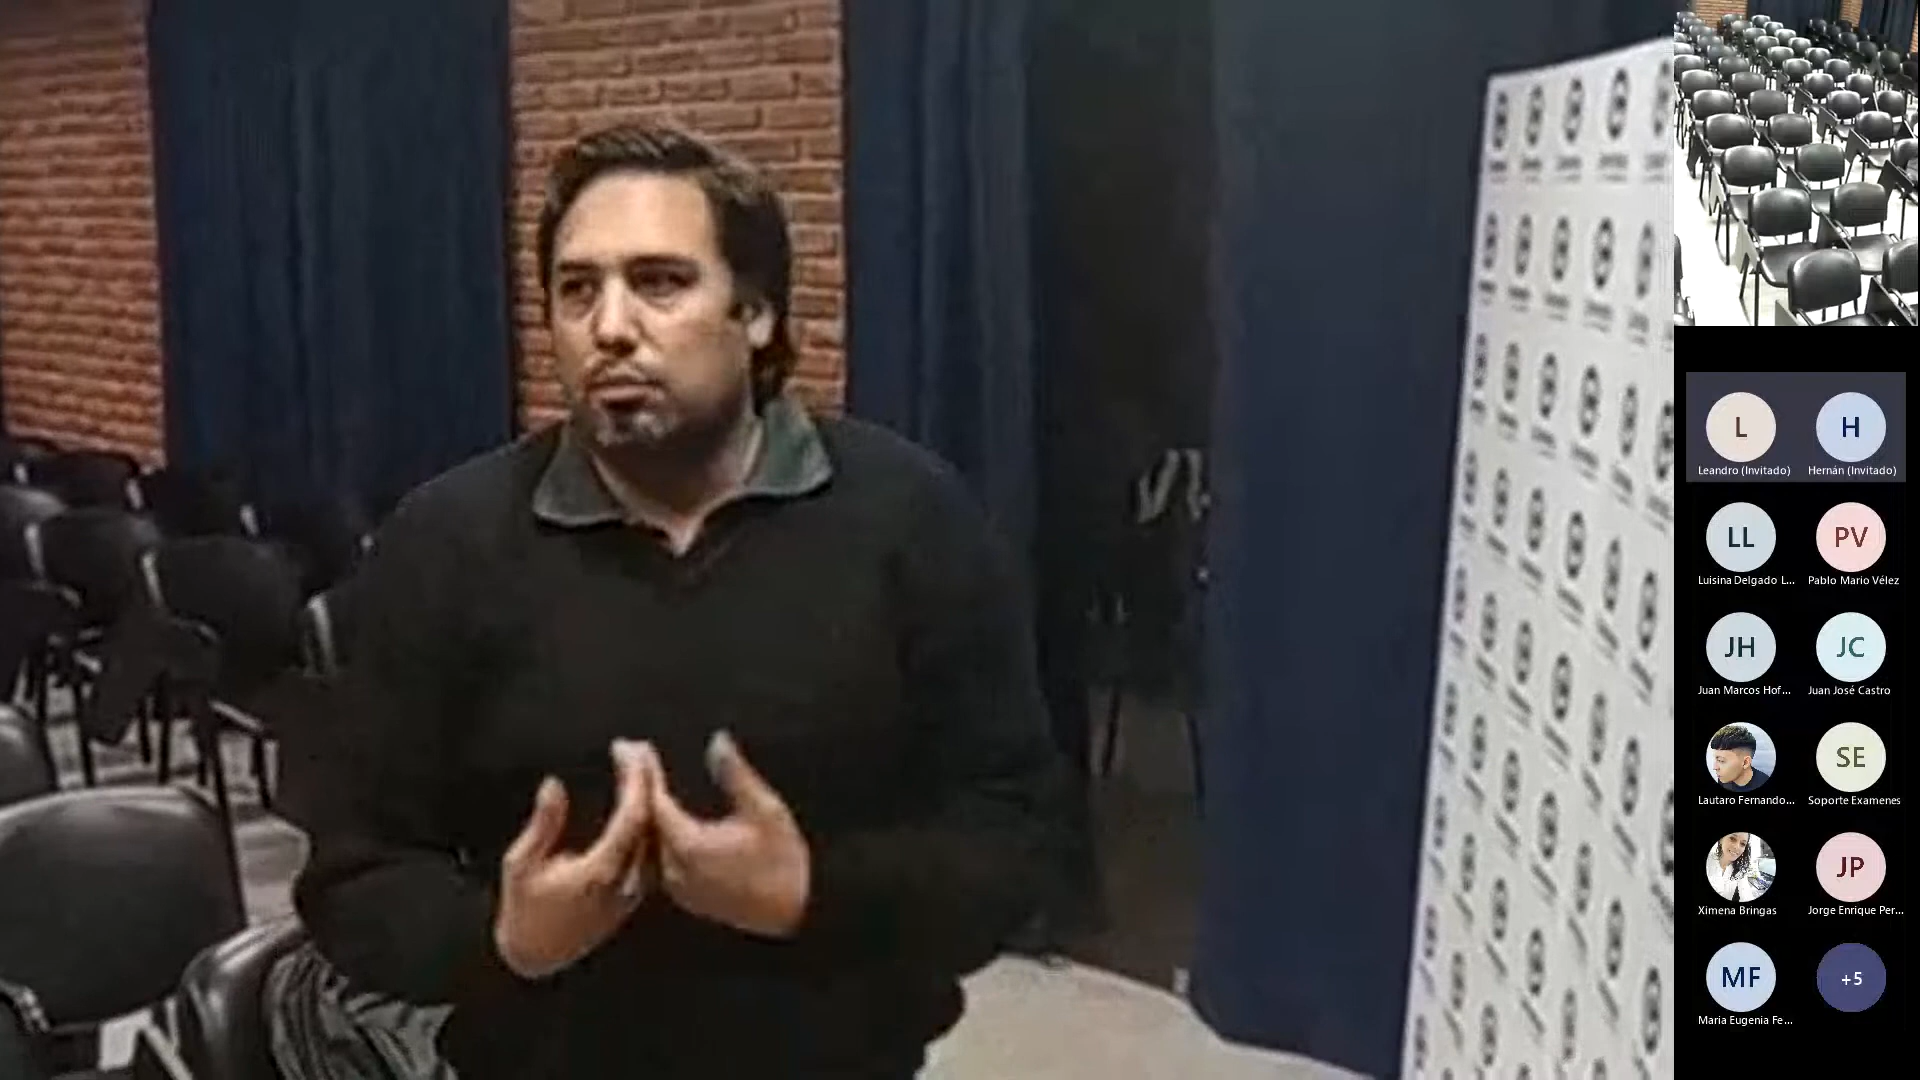 L H
Leandro (Invitado) Hernán (Invitado)
LL PV
Luisina Delgado L... Pablo Mario Vélez
JH JC
Juan Marcos Hof... Juan José Castro
SE
Lautaro Fernando... Soporte Examenes
JP
Ximena Bringas Jorge Enrique Per...
MF +5
Maria Eugenia Fe...